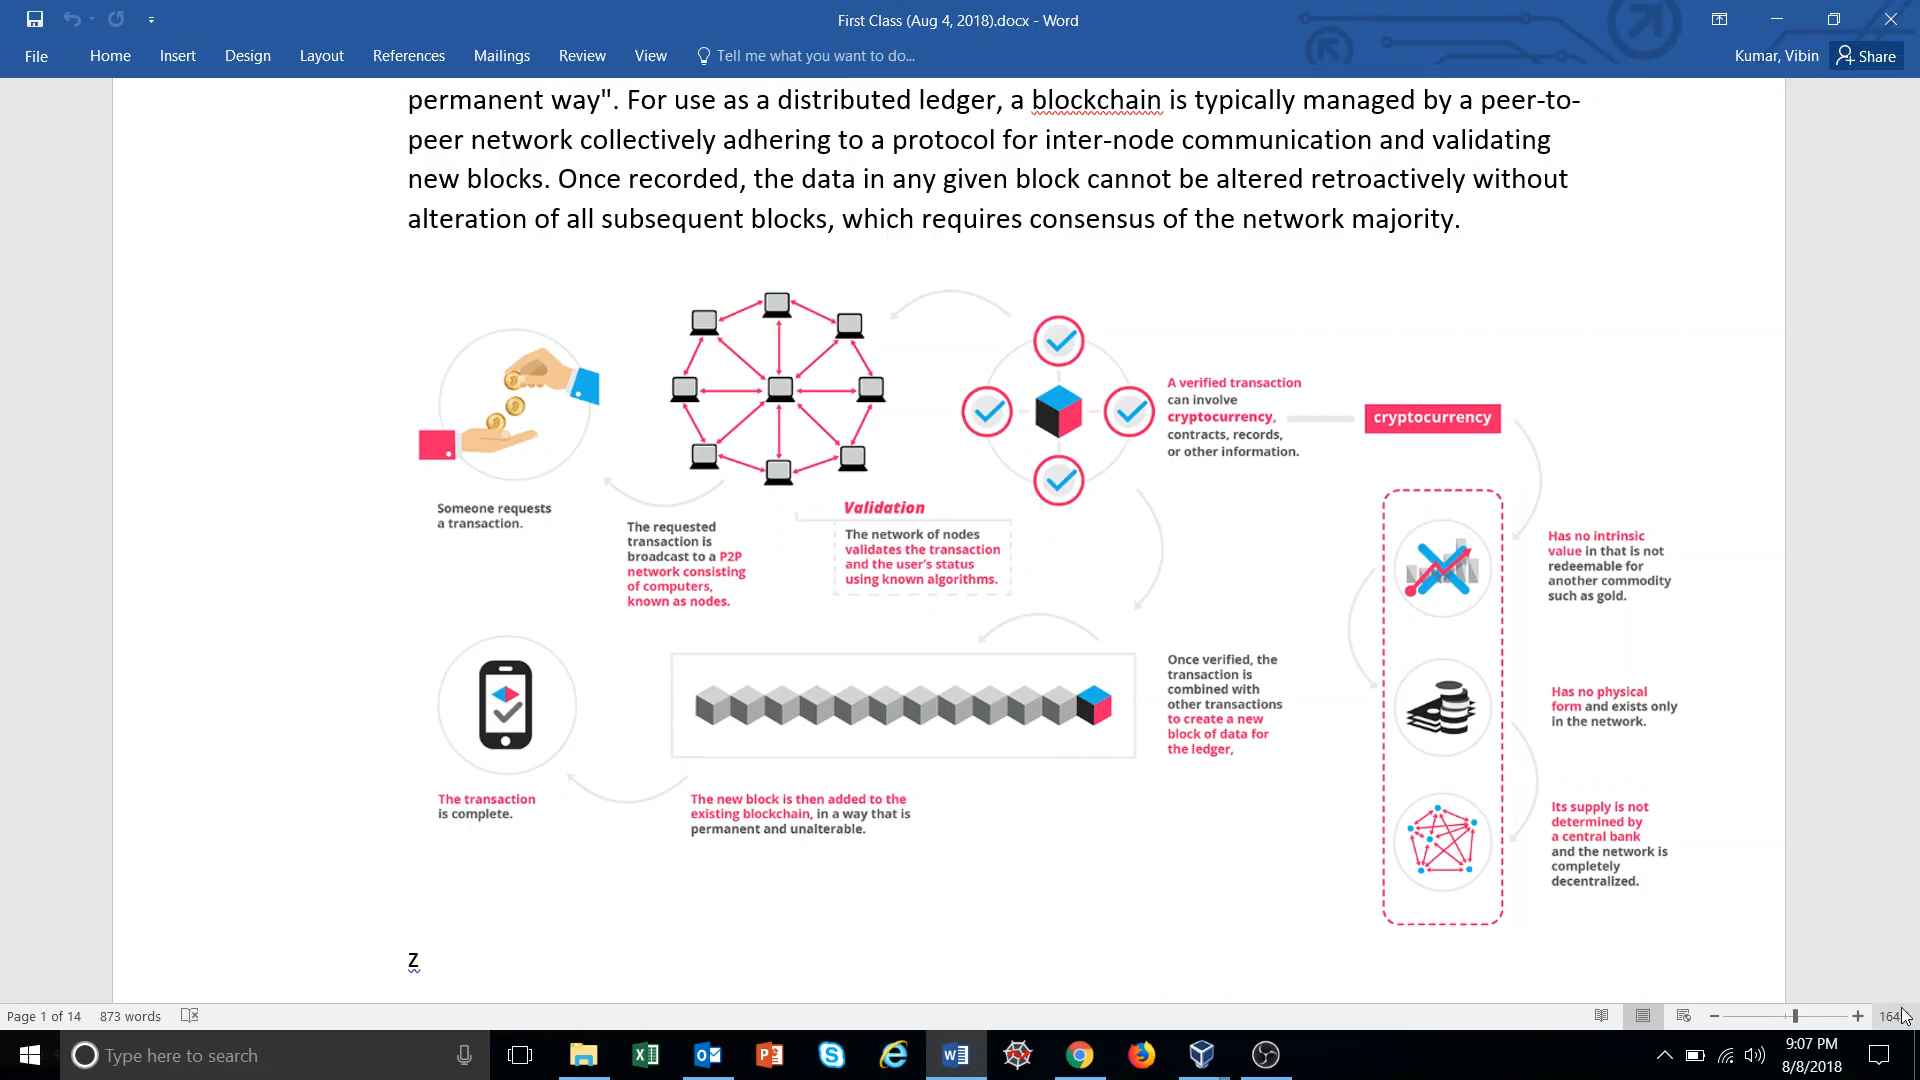 First Class (Aug 4, 2018).docx - Word
File Home Insert Design Layout References Mailings Review View Tell me what you want to do... Kumar, Vibin Share
permanent way". For use as a distributed ledger, a blockchain is typically managed by a peer-to-
peer network collectively adhering to a protocol for inter-node communication and validating
new blocks. Once recorded, the data in any given block cannot be altered retroactively without
alteration of all subsequent blocks, which requires consensus of the network majority.
Someone requests
a transaction.
The requested
transaction is
broadcast to a P2P
network consisting
of computers,
known as nodes.
Validation
The network of nodes
validates the transaction
and the user's status
using known algorithms.
A verified transaction
can involve
cryptocurrency,
contracts, records,
or other information.
cryptocurrency
Has no intrinsic
value in that is not
redeemable for
another commodity
such as gold.
Has no physical
form and exists only
in the network.
Its supply is not
determined by
a central bank
and the network is
completely
decentralized.
Once verified, the
transaction is
combined with
other transactions
to create a new
block of data for
the ledger,
The new block is then added to the
existing blockchain, in a way that is
permanent and unalterable.
The transaction
is complete.
Z
Page 1 of 14 873 words
Type here to search
9:07 PM
8/8/2018